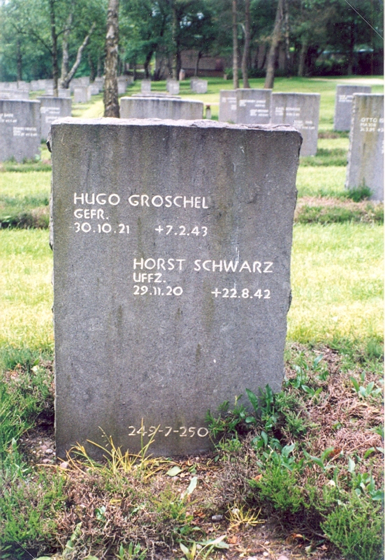 HUGO GROSCHEL
GEFR.
30.10.21 +7.2.43
HORST SCHWARZ
UFFZ.
29.11.20 +22.8.42
249-7-250